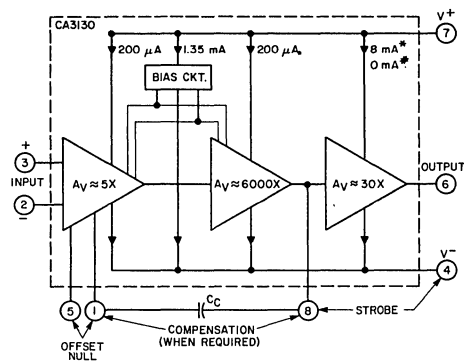 CA3130
V+
7
200 μA
1.35 mA
200 μA.
8 mA*
0 mA#
BIAS CKT.
+
3
INPUT
2
−
AV ≈ 5X
AV ≈ 6000X
AV ≈ 30X
OUTPUT
6
V−
4
5
1
CC
8
STROBE
OFFSET
NULL
COMPENSATION
(WHEN REQUIRED)